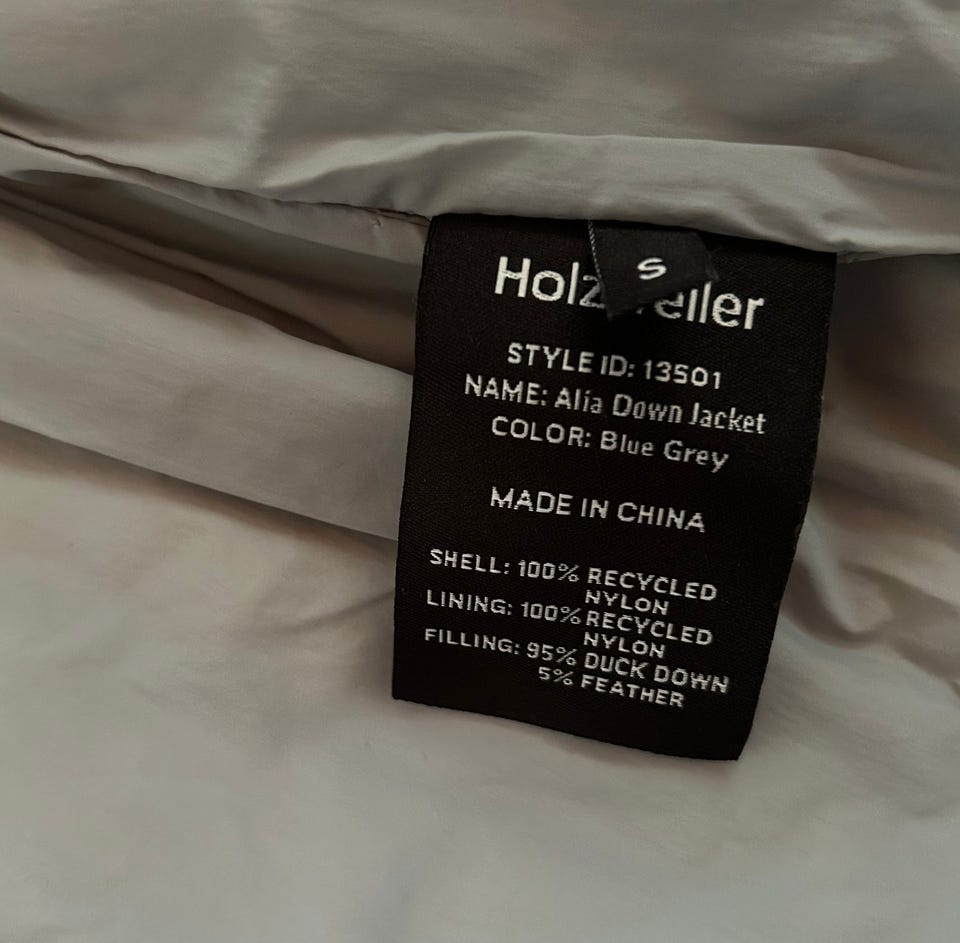 S
Holzweiler
STYLE ID: 13501
NAME: Alia Down Jacket
COLOR: Blue Grey
MADE IN CHINA
SHELL: 100% RECYCLED
NYLON
LINING: 100% RECYCLED
NYLON
FILLING: 95% DUCK DOWN
5% FEATHER